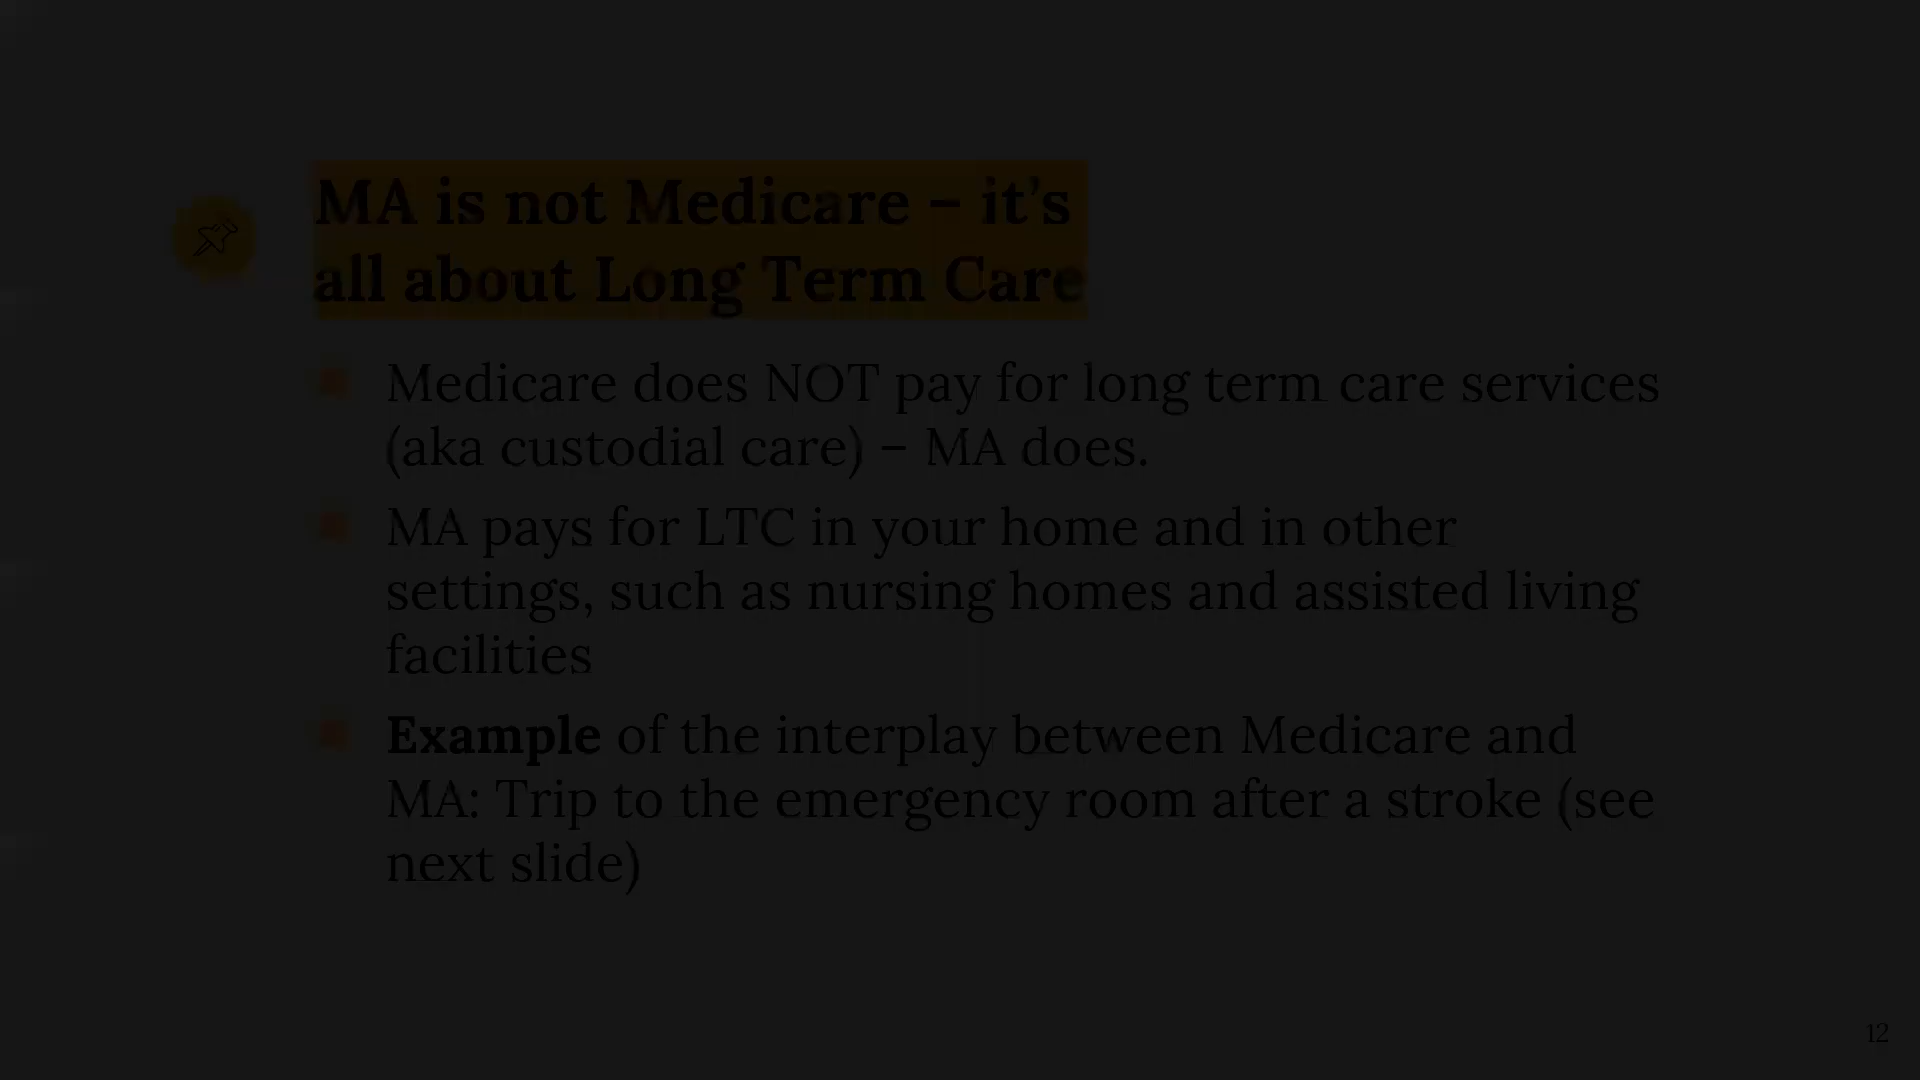 MA is not Medicare – it's
all about Long Term Care
Medicare does NOT pay for long term care services
(aka custodial care) – MA does.
MA pays for LTC in your home and in other
settings, such as nursing homes and assisted living
facilities
Example of the interplay between Medicare and
MA: Trip to the emergency room after a stroke (see
next slide)
12